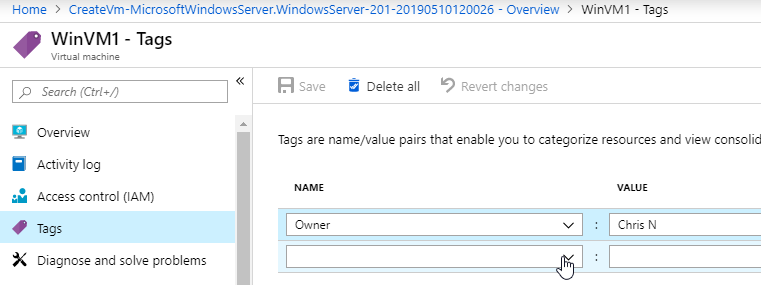 Home > CreateVm-MicrosoftWindowsServer.WindowsServer-201-20190510120026 - Overview > WinVM1 - Tags
WinVM1 - Tags
Virtual machine
«
Search (Ctrl+/)
Save Delete all Revert changes
Overview
Activity log
Access control (IAM)
Tags
Diagnose and solve problems
Tags are name/value pairs that enable you to categorize resources and view
NAME VALUE
Owner : Chris N
: